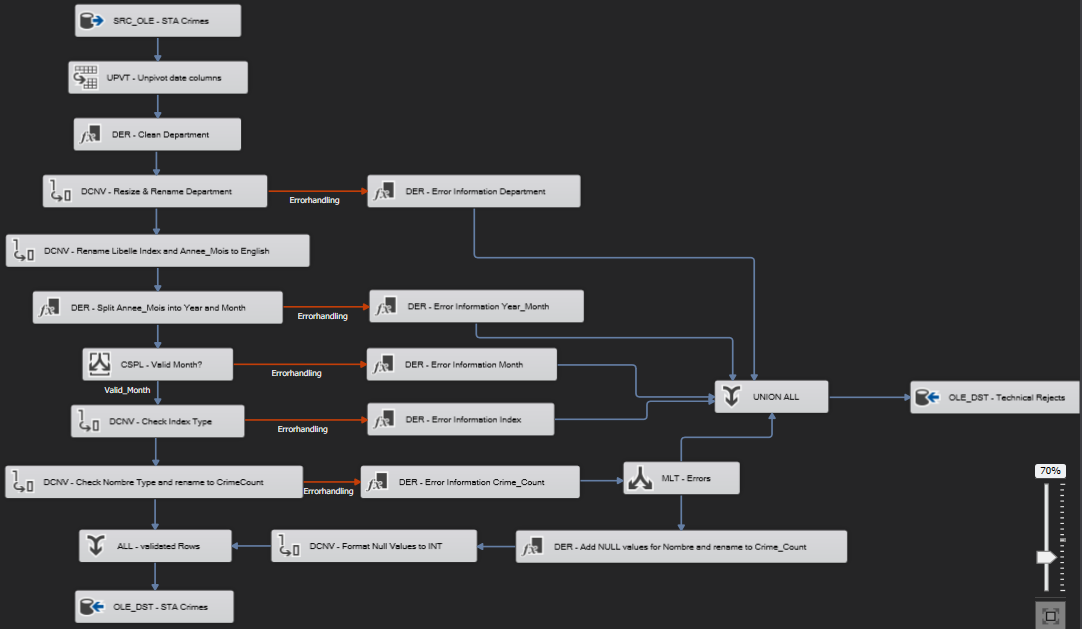 SRC_OLE - STA Crimes
UPVT - Unpivot date columns
DER - Clean Department
DCNV - Resize & Rename Department
Errorhandling
DER - Error Information Department
DCNV - Rename Libelle Index and Annee_Mois to English
DER - Split Annee_Mois into Year and Month
Errorhandling
DER - Error Information Year_Month
CSPL - Valid Month?
Errorhandling
DER - Error Information Month
Valid_Month
UNION ALL
OLE_DST - Technical Rejects
DCNV - Check Index Type
Errorhandling
DER - Error Information Index
DCNV - Check Nombre Type and rename to CrimeCount
Errorhandling
DER - Error Information Crime_Count
MLT - Errors
70%
ALL - validated Rows
DCNV - Format Null Values to INT
DER - Add NULL values for Nombre and rename to Crime_Count
OLE_DST - STA Crimes